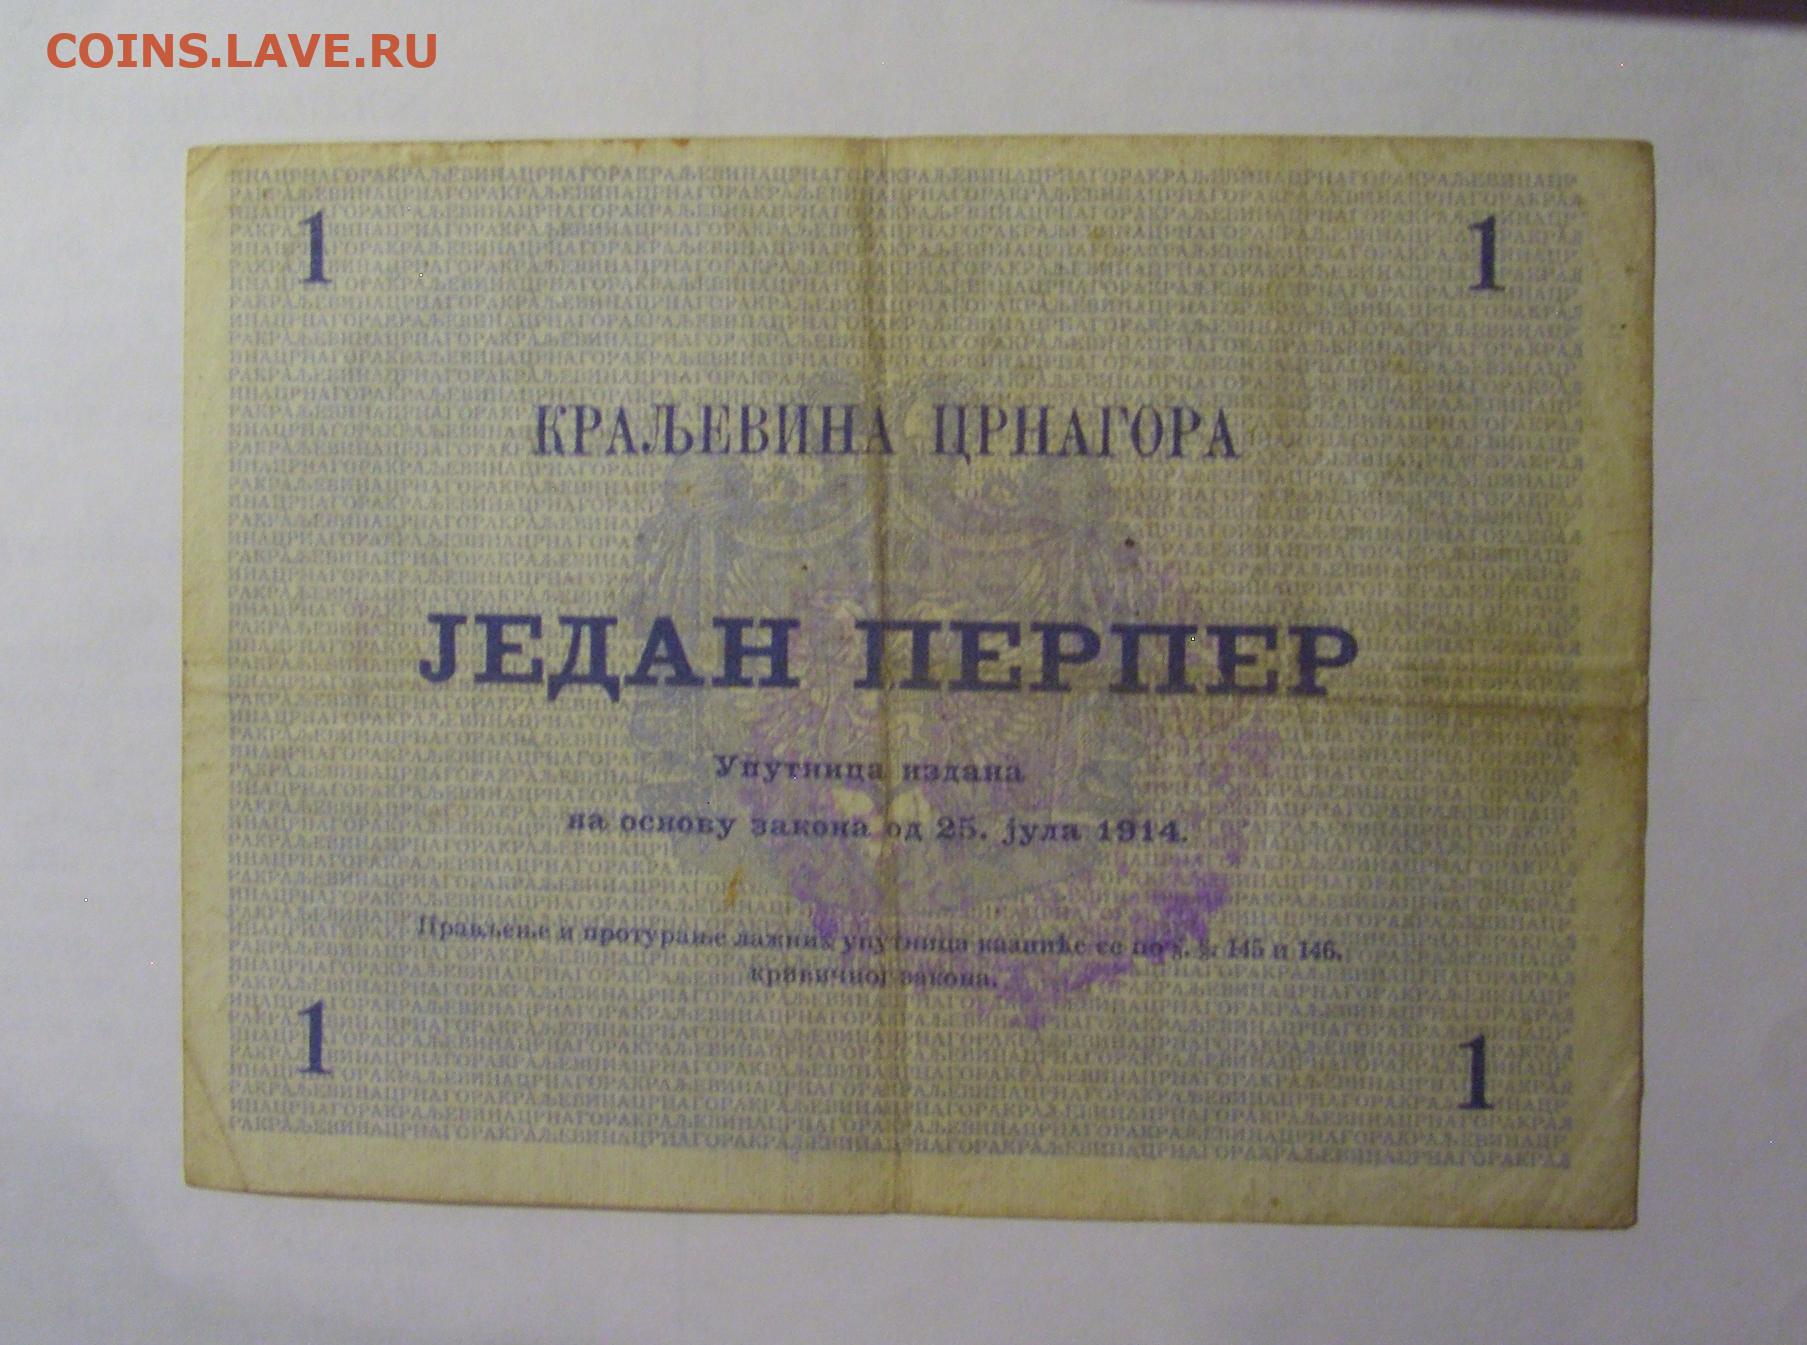 COINS.LAVE.RU
1 1
КРАЉЕВИНА ЦРНАГОРА
ЈЕДАН ПЕРПЕР
Упутница издана
на основу закона од 25. јула 1914.
Прављење и протурање лажних упутница казниће се по §. §. 145 и 146.
кривичног закона.
1 1